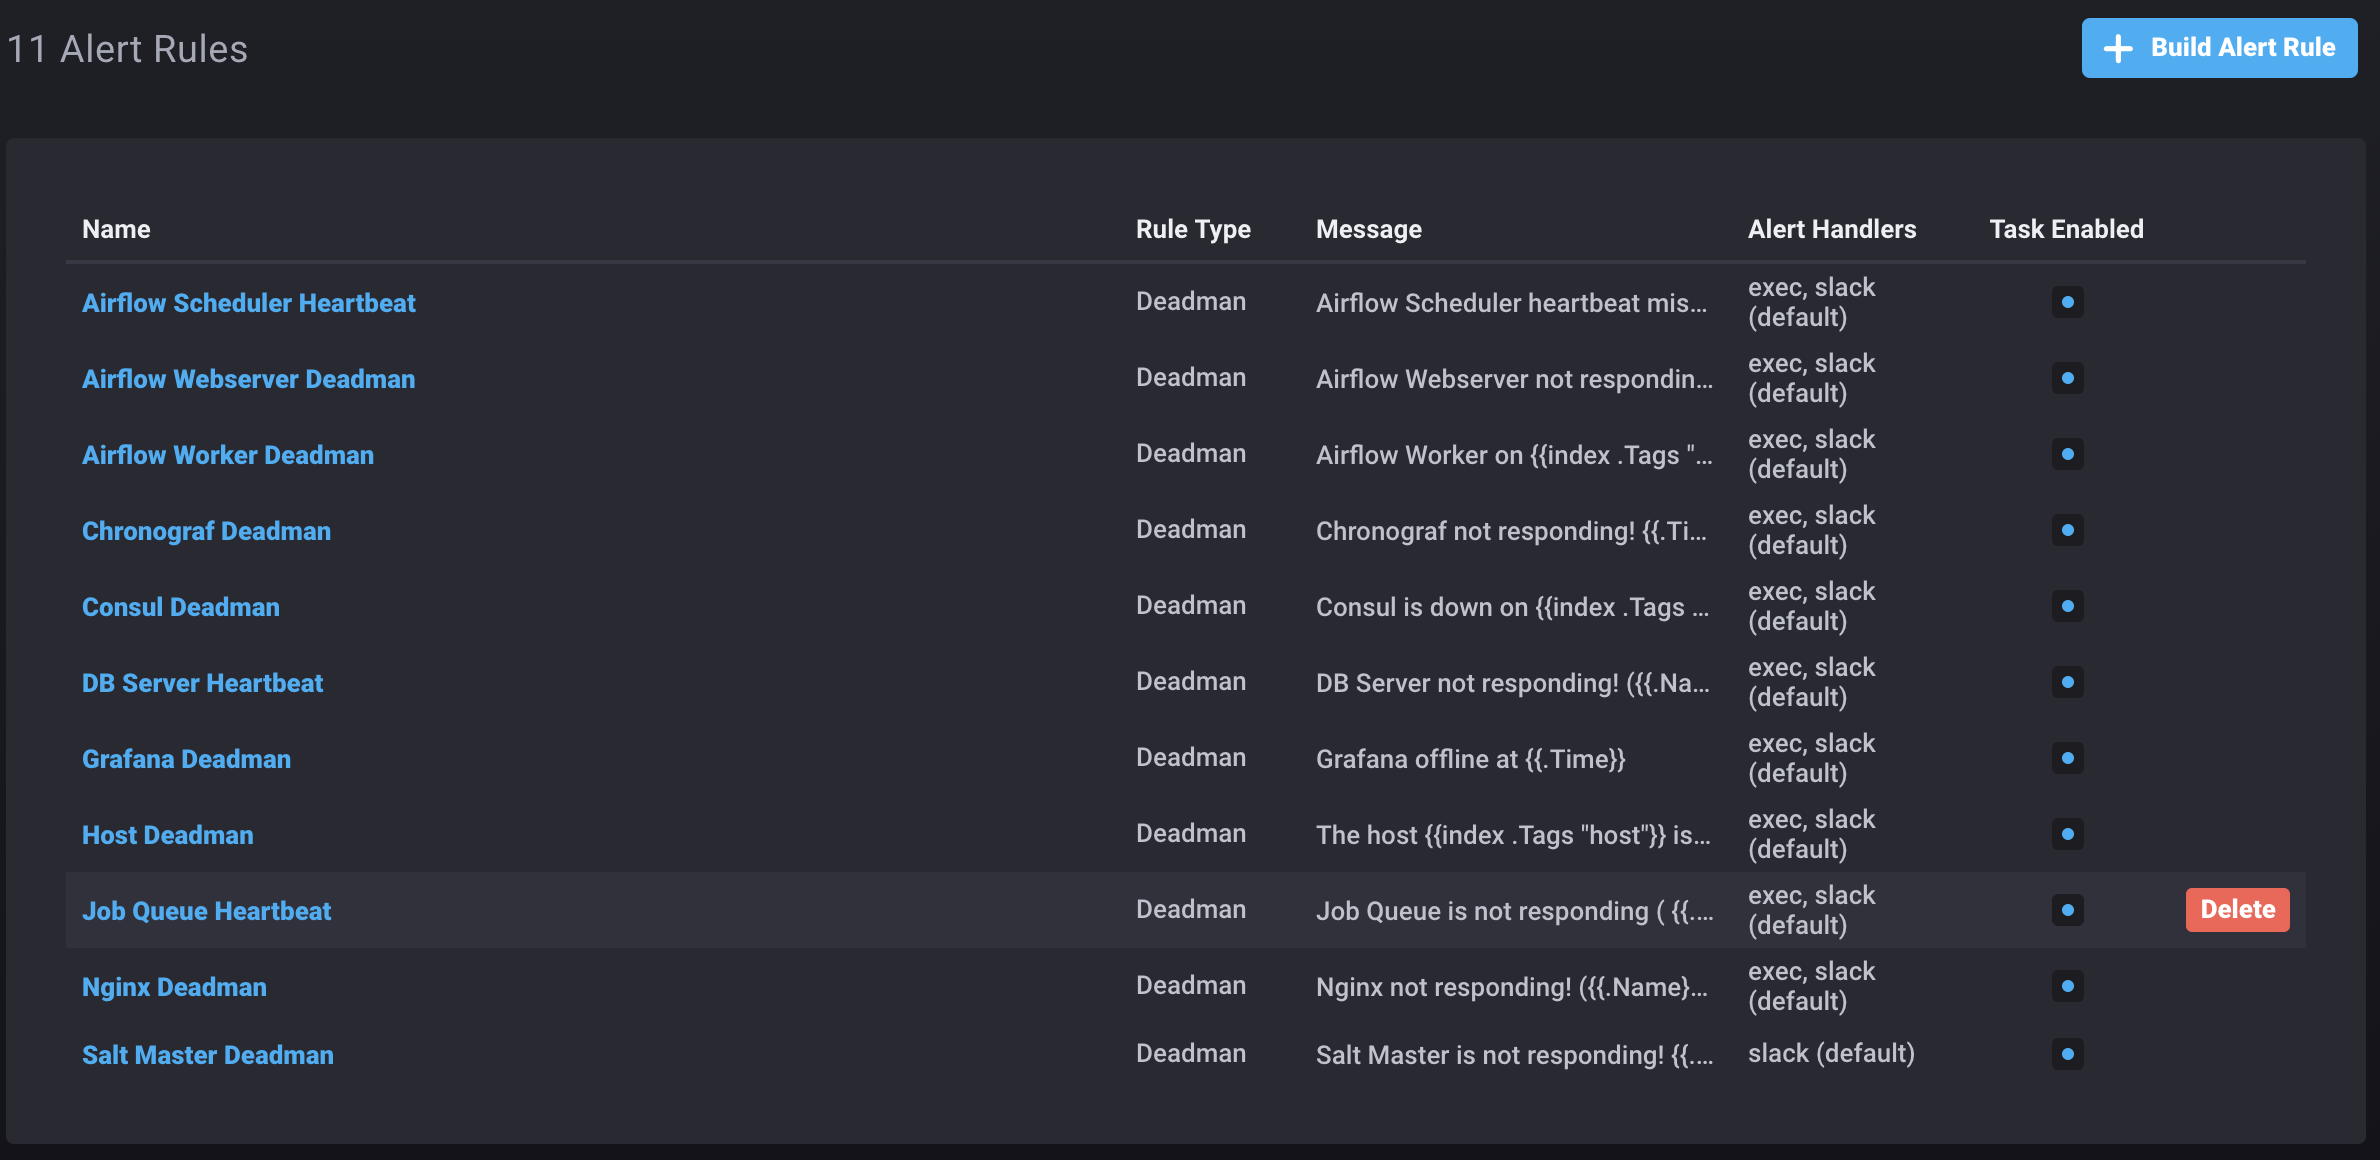 11 Alert Rules
Build Alert Rule
Name Rule Type Message Alert Handlers Task Enabled
Airflow Scheduler Heartbeat Deadman Airflow Scheduler heartbeat mis... exec, slack
(default)
Airflow Webserver Deadman Deadman Airflow Webserver not respondin... exec, slack
(default)
Airflow Worker Deadman Deadman Airflow Worker on {{index .Tags "... exec, slack
(default)
Chronograf Deadman Deadman Chronograf not responding! {{.Ti... exec, slack
(default)
Consul Deadman Deadman Consul is down on {{index .Tags ... exec, slack
(default)
DB Server Heartbeat Deadman DB Server not responding! ({{.Na... exec, slack
(default)
Grafana Deadman Deadman Grafana offline at {{.Time}} exec, slack
(default)
Host Deadman Deadman The host {{index .Tags "host"}} is... exec, slack
(default)
Job Queue Heartbeat Deadman Job Queue is not responding ( {{.... exec, slack
(default) Delete
Nginx Deadman Deadman Nginx not responding! ({{.Name}... exec, slack
(default)
Salt Master Deadman Deadman Salt Master is not responding! {{.... slack (default)